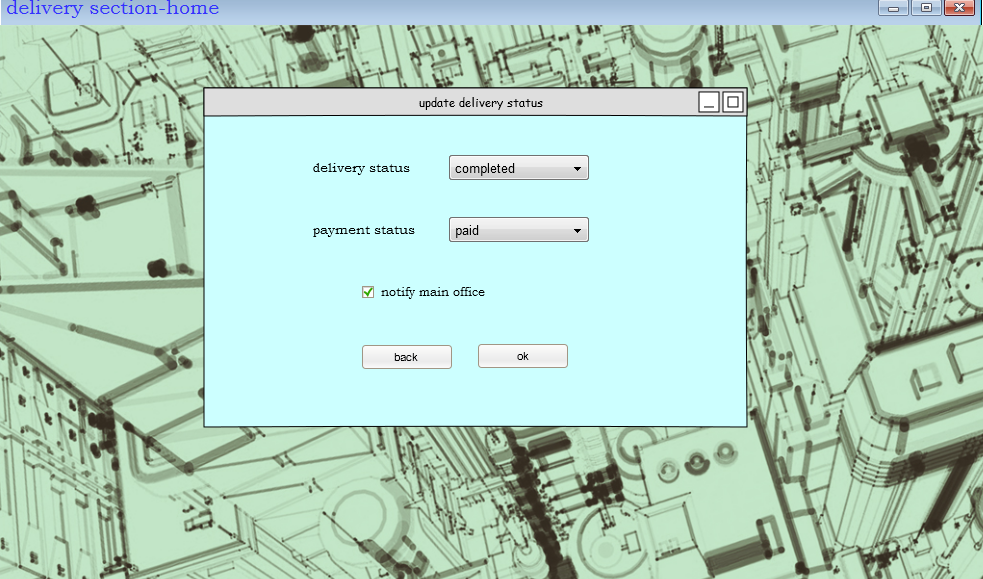 delivery section-home
update delivery status
delivery status
completed
payment status
paid
notify main office
back
ok